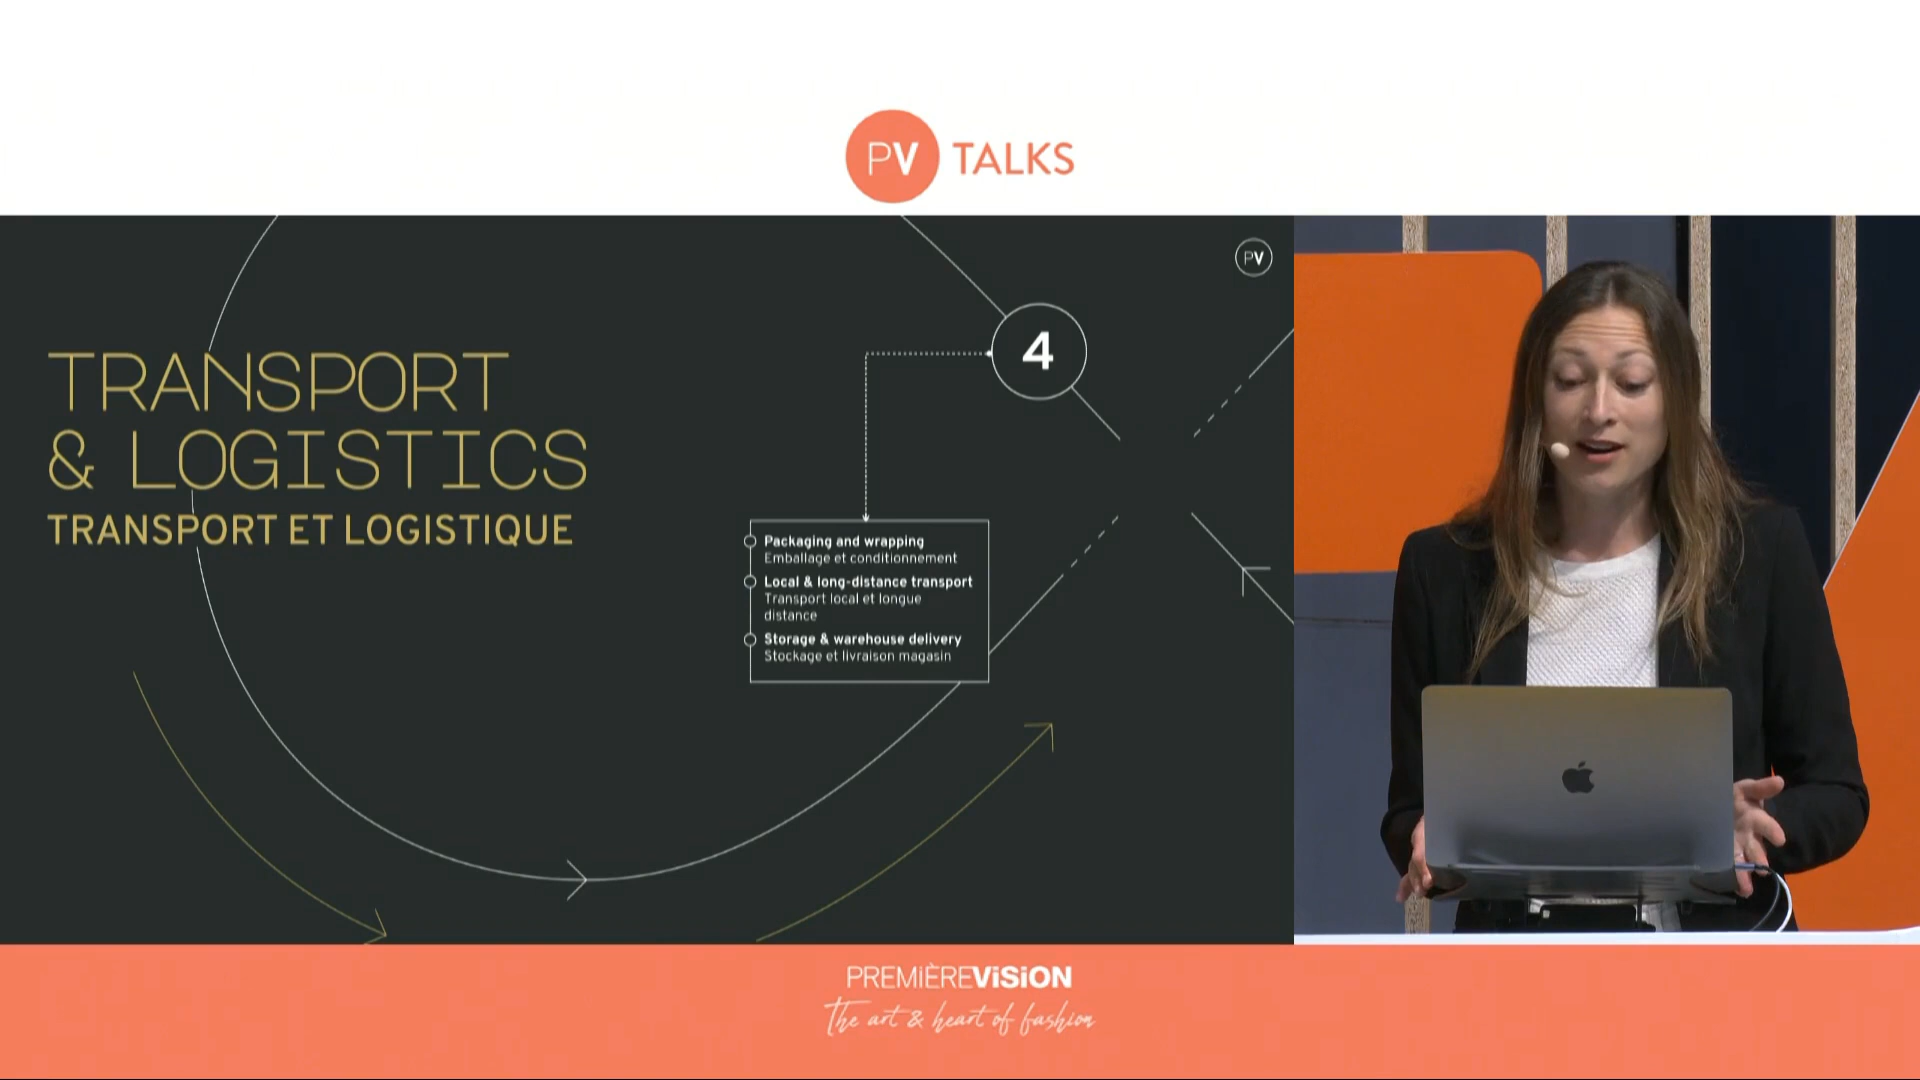 PV TALKS
PV
4
TRANSPORT
& LOGISTICS
TRANSPORT ET LOGISTIQUE
Packaging and wrapping
Emballage et conditionnement
Local & long-distance transport
Transport local et longue
distance
Storage & warehouse delivery
Stockage et livraison magasin
PREMIÈREVISION
The art & heart of fashion